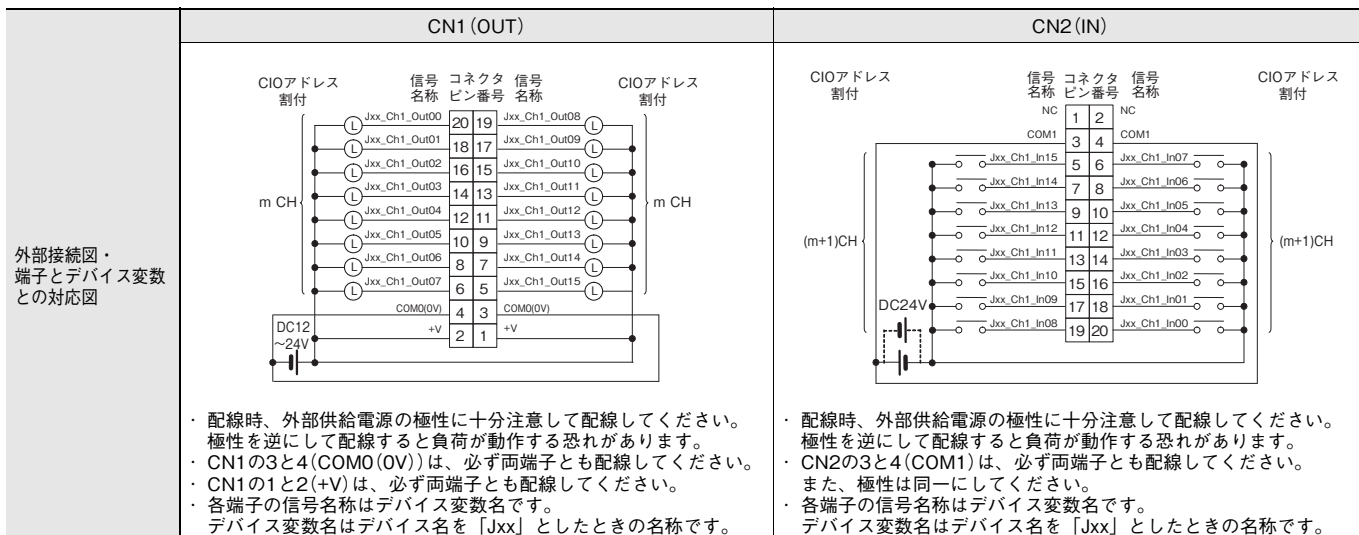 CN1(OUT)
CN2(IN)
外部接続図・
端子とデバイス変数
との対応図
CIOアドレス
割付
信号
名称
コネクタ
ピン番号
信号
名称
CIOアドレス
割付
Jxx_Ch1_Out00 20 19 Jxx_Ch1_Out08
Jxx_Ch1_Out01 18 17 Jxx_Ch1_Out09
Jxx_Ch1_Out02 16 15 Jxx_Ch1_Out10
Jxx_Ch1_Out03 14 13 Jxx_Ch1_Out11
Jxx_Ch1_Out04 12 11 Jxx_Ch1_Out12
Jxx_Ch1_Out05 10 9 Jxx_Ch1_Out13
Jxx_Ch1_Out06 8 7 Jxx_Ch1_Out14
Jxx_Ch1_Out07 6 5 Jxx_Ch1_Out15
COM0(0V) 4 3 COM0(0V)
+V 2 1 +V
L L
L L
L L
L L
L L
L L
L L
L L
m CH
m CH
DC12
~24V
・ 配線時、外部供給電源の極性に十分注意して配線してください。
極性を逆にして配線すると負荷が動作する恐れがあります。
・ CN1の3と4(COM0(0V))は、必ず両端子とも配線してください。
・ CN1の1と2(+V)は、必ず両端子とも配線してください。
・ 各端子の信号名称はデバイス変数名です。
デバイス変数名はデバイス名を「Jxx」としたときの名称です。
CIOアドレス
割付
信号
名称
コネクタ
ピン番号
信号
名称
CIOアドレス
割付
NC 1 2 NC
COM1 3 4 COM1
Jxx_Ch1_In15 5 6 Jxx_Ch1_In07
Jxx_Ch1_In14 7 8 Jxx_Ch1_In06
Jxx_Ch1_In13 9 10 Jxx_Ch1_In05
Jxx_Ch1_In12 11 12 Jxx_Ch1_In04
Jxx_Ch1_In11 13 14 Jxx_Ch1_In03
Jxx_Ch1_In10 15 16 Jxx_Ch1_In02
Jxx_Ch1_In09 17 18 Jxx_Ch1_In01
Jxx_Ch1_In08 19 20 Jxx_Ch1_In00
(m+1)CH
(m+1)CH
DC24V
・ 配線時、外部供給電源の極性に十分注意して配線してください。
極性を逆にして配線すると負荷が動作する恐れがあります。
・ CN2の3と4(COM1)は、必ず両端子とも配線してください。
また、極性は同一にしてください。
・ 各端子の信号名称はデバイス変数名です。
デバイス変数名はデバイス名を「Jxx」としたときの名称です。